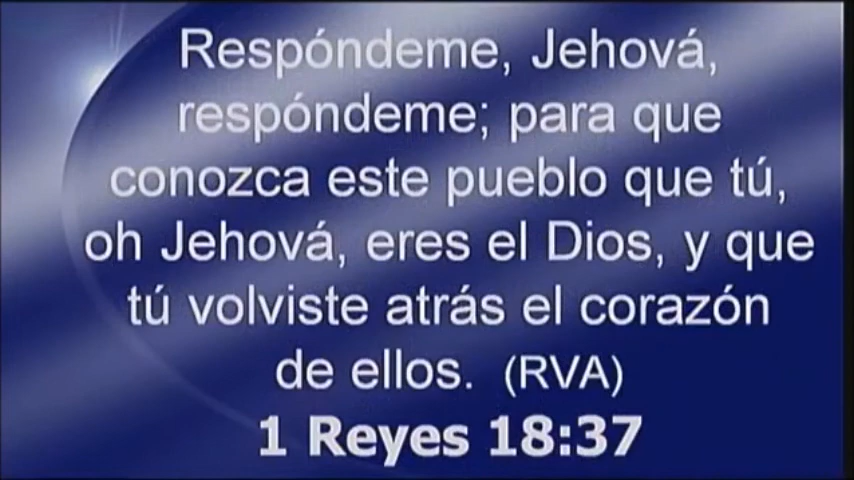 Respóndeme, Jehová,
respóndeme; para que
conozca este pueblo que tú,
oh Jehová, eres el Dios, y que
tú volviste atrás el corazón
de ellos. (RVA)
1 Reyes 18:37